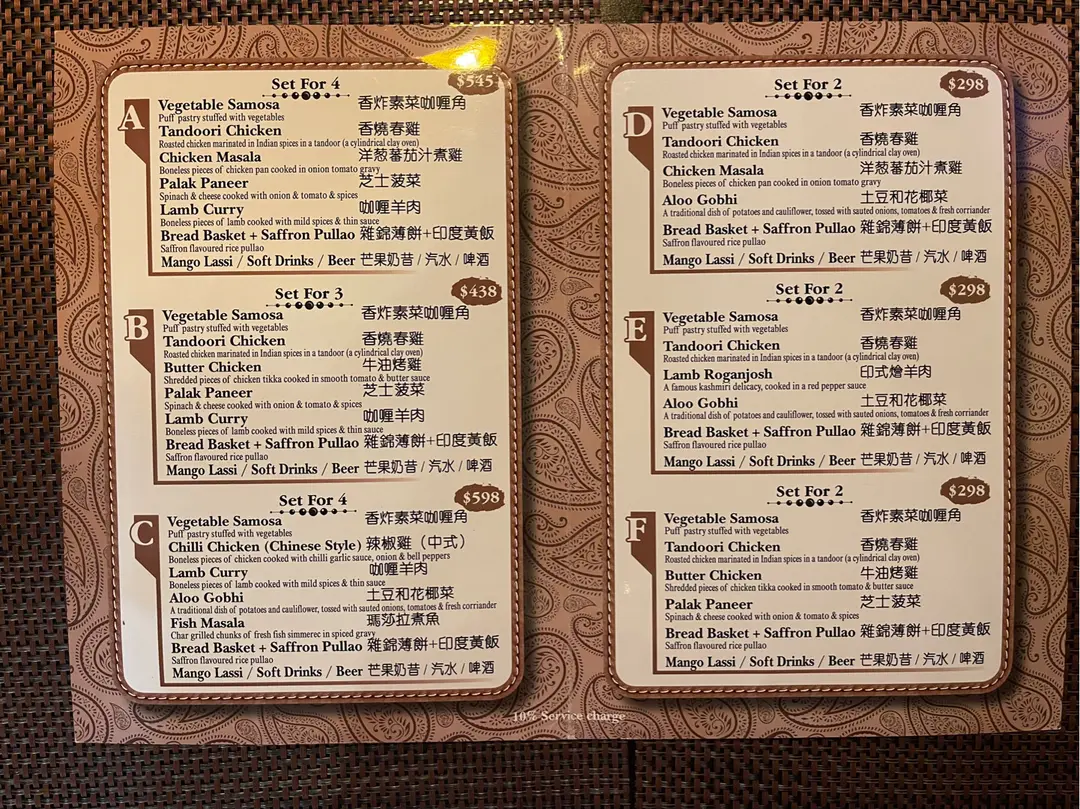 Set For 4 $545
A
Vegetable Samosa 香炸素菜咖喱角
Puff pastry stuffed with vegetables
Tandoori Chicken 香燒春雞
Roasted chicken marinated in Indian spices in a tandoor (a cylindrical clay oven)
Chicken Masala 洋葱蕃茄汁煮雞
Boneless pieces of chicken pan cooked in onion tomato gravy
Palak Paneer 芝士菠菜
Spinach & cheese cooked with onion & tomato & spices
Lamb Curry 咖喱羊肉
Boneless pieces of lamb cooked with mild spices & thin sauce
Bread Basket + Saffron Pullao 雜錦薄餅+印度黃飯
Saffron flavoured rice pullao
Mango Lassi / Soft Drinks / Beer 芒果奶昔 / 汽水 / 啤酒
Set For 3 $438
B
Vegetable Samosa 香炸素菜咖喱角
Puff pastry stuffed with vegetables
Tandoori Chicken 香燒春雞
Roasted chicken marinated in Indian spices in a tandoor (a cylindrical clay oven)
Butter Chicken 牛油烤雞
Shredded pieces of chicken tikka cooked in smooth tomato & butter sauce
Palak Paneer 芝士菠菜
Spinach & cheese cooked with onion & tomato & spices
Lamb Curry 咖喱羊肉
Boneless pieces of lamb cooked with mild spices & thin sauce
Bread Basket + Saffron Pullao 雜錦薄餅+印度黃飯
Saffron flavoured rice pullao
Mango Lassi / Soft Drinks / Beer 芒果奶昔 / 汽水 / 啤酒
Set For 4 $598
C
Vegetable Samosa 香炸素菜咖喱角
Puff pastry stuffed with vegetables
Chilli Chicken (Chinese Style) 辣椒雞（中式）
Boneless pieces of chicken cooked with chilli garlic sauce, onion & bell peppers
Lamb Curry 咖喱羊肉
Boneless pieces of lamb cooked with mild spices & thin sauce
Aloo Gobhi 土豆和花椰菜
A traditional dish of potatoes and cauliflower, tossed with sauted onions, tomatoes & fresh corriander
Fish Masala 瑪莎拉煮魚
Char grilled chunks of fresh fish simmerec in spiced gravy
Bread Basket + Saffron Pullao 雜錦薄餅+印度黃飯
Saffron flavoured rice pullao
Mango Lassi / Soft Drinks / Beer 芒果奶昔 / 汽水 / 啤酒
Set For 2 $298
D
Vegetable Samosa 香炸素菜咖喱角
Puff pastry stuffed with vegetables
Tandoori Chicken 香燒春雞
Roasted chicken marinated in Indian spices in a tandoor (a cylindrical clay oven)
Chicken Masala 洋葱蕃茄汁煮雞
Boneless pieces of chicken pan cooked in onion tomato gravy
Aloo Gobhi 土豆和花椰菜
A traditional dish of potatoes and cauliflower, tossed with sauted onions, tomatoes & fresh corriander
Bread Basket + Saffron Pullao 雜錦薄餅+印度黃飯
Saffron flavoured rice pullao
Mango Lassi / Soft Drinks / Beer 芒果奶昔 / 汽水 / 啤酒
Set For 2 $298
E
Vegetable Samosa 香炸素菜咖喱角
Puff pastry stuffed with vegetables
Tandoori Chicken 香燒春雞
Roasted chicken marinated in Indian spices in a tandoor (a cylindrical clay oven)
Lamb Roganjosh 印式燴羊肉
A famous kashmiri delicacy, cooked in a red pepper sauce
Aloo Gobhi 土豆和花椰菜
A traditional dish of potatoes and cauliflower, tossed with sauted onions, tomatoes & fresh corriander
Bread Basket + Saffron Pullao 雜錦薄餅+印度黃飯
Saffron flavoured rice pullao
Mango Lassi / Soft Drinks / Beer 芒果奶昔 / 汽水 / 啤酒
Set For 2 $298
F
Vegetable Samosa 香炸素菜咖喱角
Puff pastry stuffed with vegetables
Tandoori Chicken 香燒春雞
Roasted chicken marinated in Indian spices in a tandoor (a cylindrical clay oven)
Butter Chicken 牛油烤雞
Shredded pieces of chicken tikka cooked in smooth tomato & butter sauce
Palak Paneer 芝士菠菜
Spinach & cheese cooked with onion & tomato & spices
Bread Basket + Saffron Pullao 雜錦薄餅+印度黃飯
Saffron flavoured rice pullao
Mango Lassi / Soft Drinks / Beer 芒果奶昔 / 汽水 / 啤酒
10% Service charge